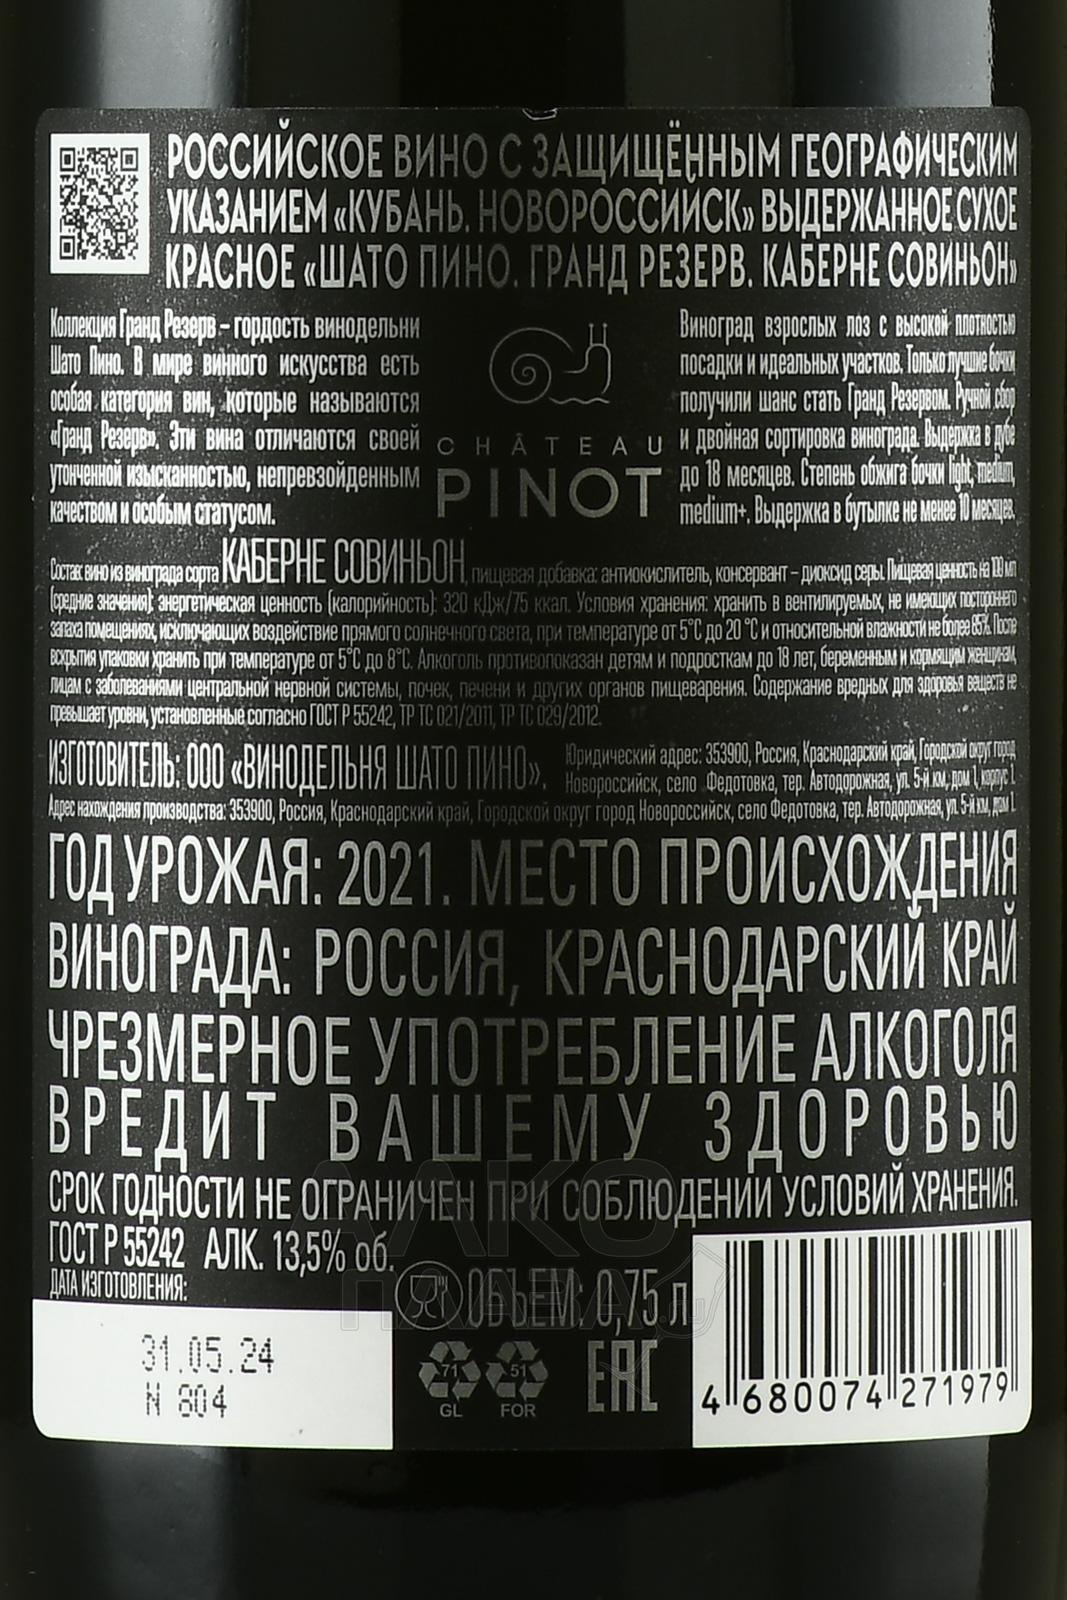 РОССИЙСКОЕ ВИНО С ЗАЩИЩЁННЫМ ГЕОГРАФИЧЕСКИМ
УКАЗАНИЕМ «КУБАНЬ. НОВОРОССИЙСК» ВЫДЕРЖАННОЕ СУХОЕ
КРАСНОЕ «ШАТО ПИНО. ГРАНД РЕЗЕРВ. КАБЕРНЕ СОВИНЬОН»
Коллекция Гранд Резерв – гордость винодельни
Шато Пино. В мире винного искусства есть
особая категория вин, которые называются
«Гранд Резерв». Эти вина отличаются своей
утонченной изысканностью, непревзойденным
качеством и особым статусом.
CHÂTEAU
PINOT
Виноград взрослых лоз с высокой плотностью
посадки и идеальных участков. Только лучшие бочки
получили шанс стать Гранд Резервом. Ручной сбор
и двойная сортировка винограда. Выдержка в дубе
до 18 месяцев. Степень обжига бочки light, medium,
medium+. Выдержка в бутылке не менее 10 месяцев.
Состав: вино из винограда сорта КАБЕРНЕ СОВИНЬОН, пищевая добавка: антиокислитель, консервант – диоксид серы. Пищевая ценность на 100 мл
(средние значения): энергетическая ценность (калорийность): 320 кДж/75 ккал. Условия хранения: хранить в вентилируемых, не имеющих постороннего
запаха помещениях, исключающих воздействие прямого солнечного света, при температуре от 5°C до 20 °C и относительной влажности не более 85%. После
вскрытия упаковки хранить при температуре от 5°C до 8°C. Алкоголь противопоказан детям и подросткам до 18 лет, беременным и кормящим женщинам,
лицам с заболеваниями центральной нервной системы, почек, печени и других органов пищеварения. Содержание вредных для здоровья веществ не
превышает уровни, установленные согласно ГОСТ Р 55242, ТР ТС 021/2011, ТР ТС 029/2012.
ИЗГОТОВИТЕЛЬ: ООО «ВИНОДЕЛЬНЯ ШАТО ПИНО».
Юридический адрес: 353900, Россия, Краснодарский край, Городской округ город
Новороссийск, село Федотовка, тер. Автодорожная, ул. 5-й км, дом 1, корпус 1.
Адрес нахождения производства: 353900, Россия, Краснодарский край, Городской округ город Новороссийск, село Федотовка, тер. Автодорожная, ул. 5-й км, дом 1.
ГОД УРОЖАЯ: 2021. МЕСТО ПРОИСХОЖДЕНИЯ
ВИНОГРАДА: РОССИЯ, КРАСНОДАРСКИЙ КРАЙ
ЧРЕЗМЕРНОЕ УПОТРЕБЛЕНИЕ АЛКОГОЛЯ
ВРЕДИТ ВАШЕМУ ЗДОРОВЬЮ
СРОК ГОДНОСТИ НЕ ОГРАНИЧЕН ПРИ СОБЛЮДЕНИИ УСЛОВИЙ ХРАНЕНИЯ.
ГОСТ Р 55242 АЛК. 13,5% об.
ДАТА ИЗГОТОВЛЕНИЯ:
31.05.24
N 804
ОБЪЕМ: 0,75 л
71
GL
51
FOR
EAC
4 680074 271979
АЛКО
ПЛАВА
.ru